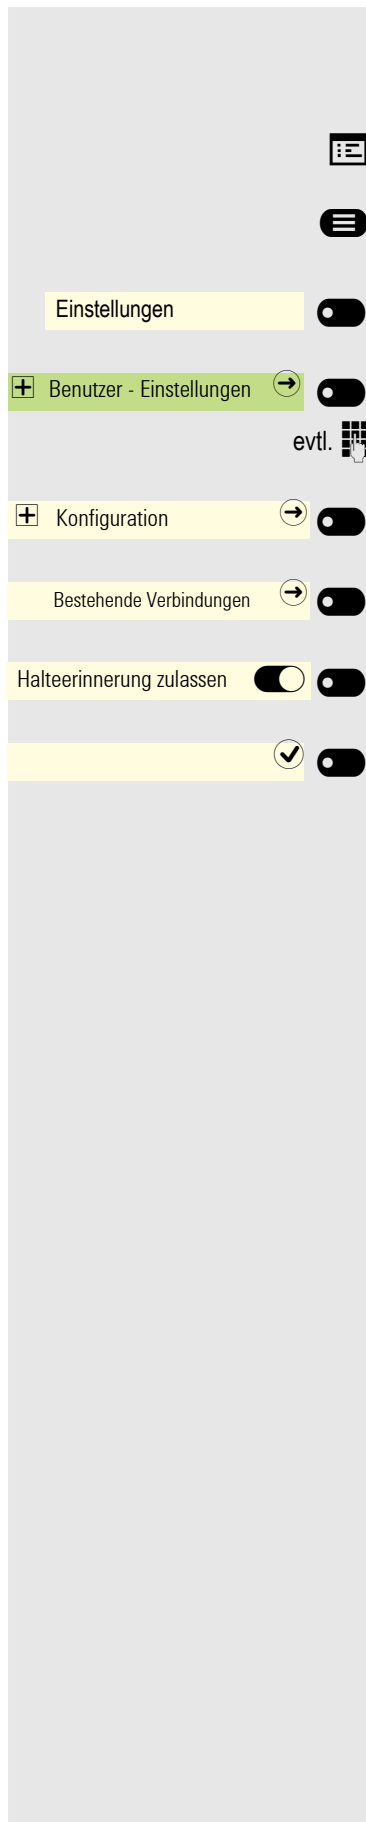 Einstellungen
Benutzer - Einstellungen
evtl.
Konfiguration
Bestehende Verbindungen
Halteerinnerung zulassen